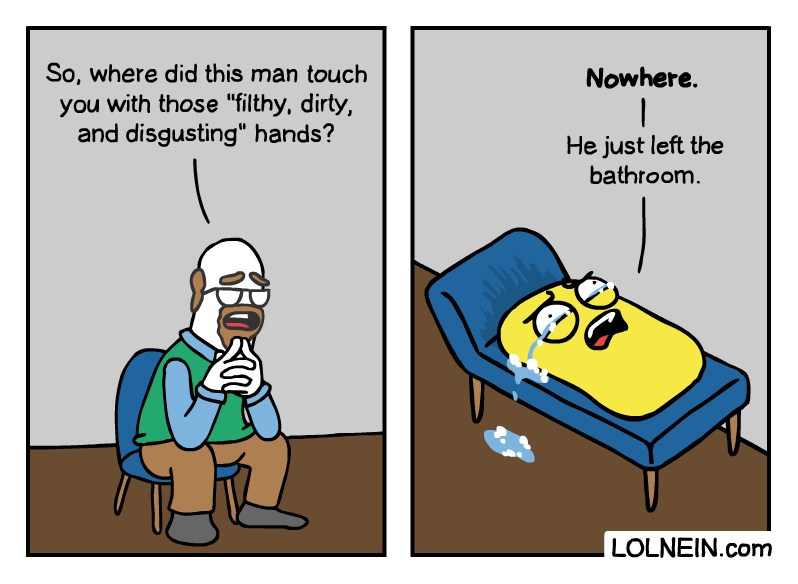 So, where did this man touch
you with those "filthy, dirty,
and disgusting" hands?
Nowhere.
He just left the
bathroom.
LOLNEIN.com